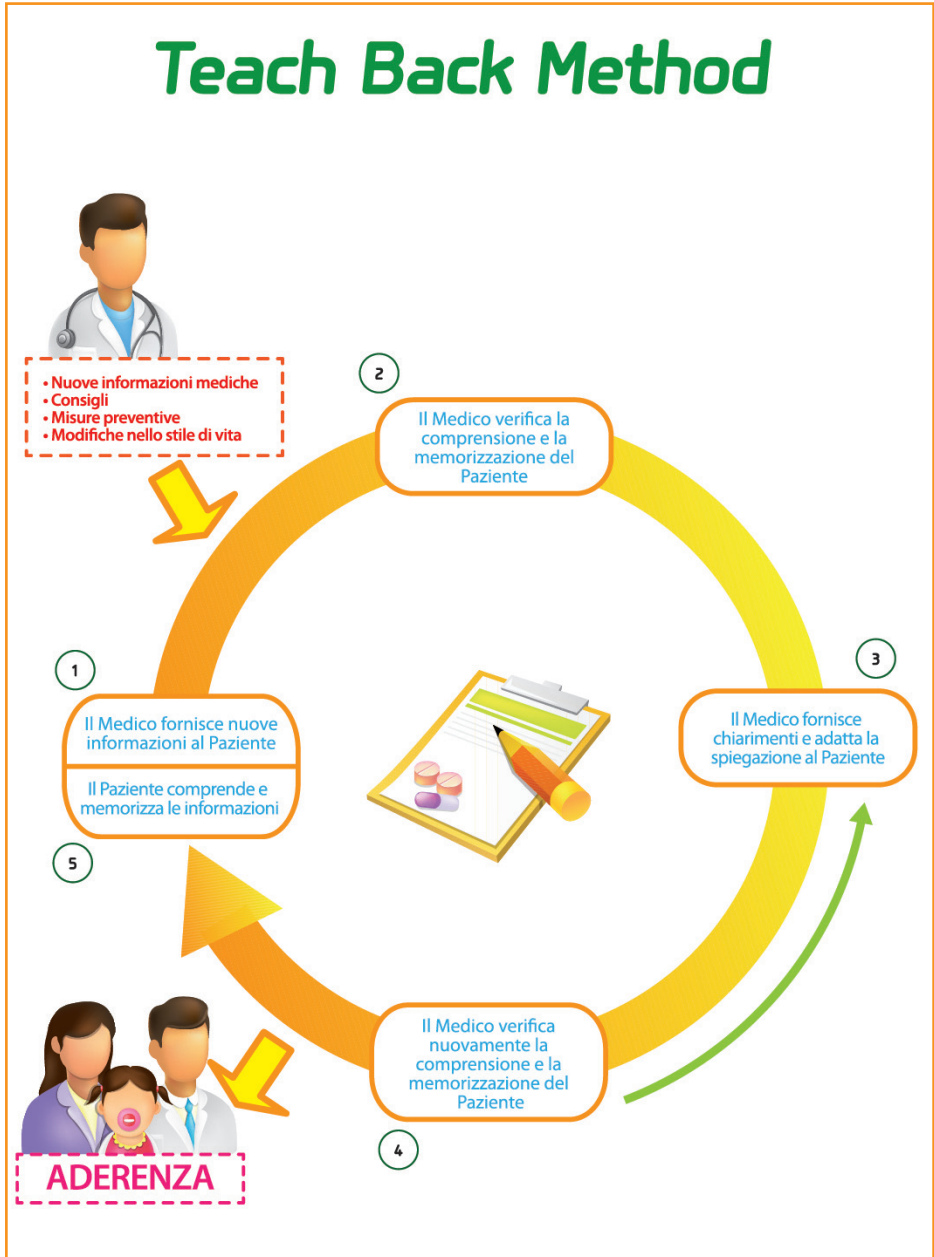 Teach Back Method
• Nuove informazioni mediche
• Consigli
• Misure preventive
• Modifiche nello stile di vita
2
Il Medico verifica la
comprensione e la
memorizzazione del
Paziente
1
Il Medico fornisce nuove
informazioni al Paziente
Il Paziente comprende e
memorizza le informazioni
5
3
Il Medico fornisce
chiarimenti e adatta la
spiegazione al Paziente
Il Medico verifica
nuovamente la
comprensione e la
memorizzazione del
Paziente
4
ADERENZA